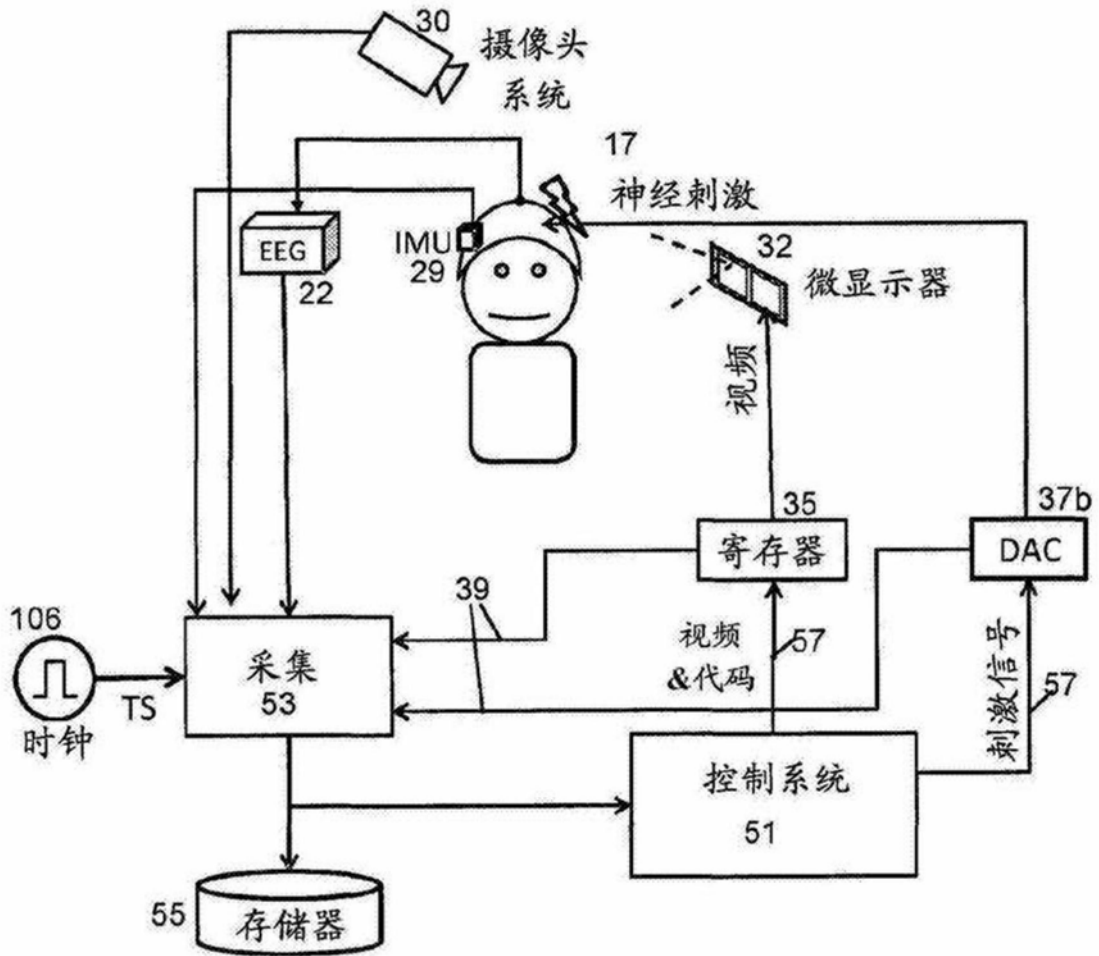 30
摄像头
系统
17
神经刺激
EEG
22
IMU
29
32
微显示器
视频
35
寄存器
37b
DAC
39
106
TS
时钟
采集
53
视频
&代码
57
刺激信号
57
控制系统
51
55
存储器